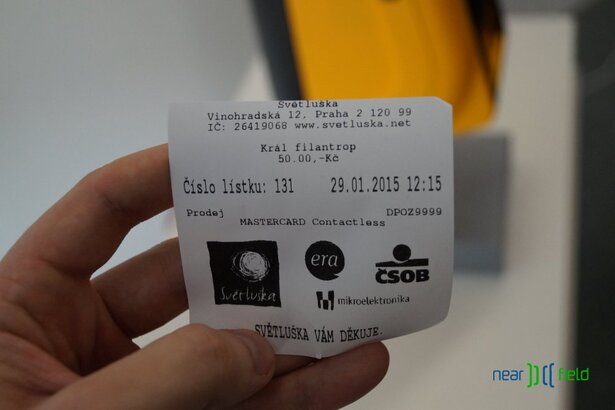 Světluška
Vinohradská 12, Praha 2 120 99
IČ: 26419068 www.svetluska.net
Král filantrop
50.00,-Kč
Číslo lístku: 131 29.01.2015 12:15
Prodej DPOZ9999
MASTERCARD Contactless
Světluška
era
ČSOB
mikroelektronika
SVĚTLUŠKA VÁM DĚKUJE.
near field